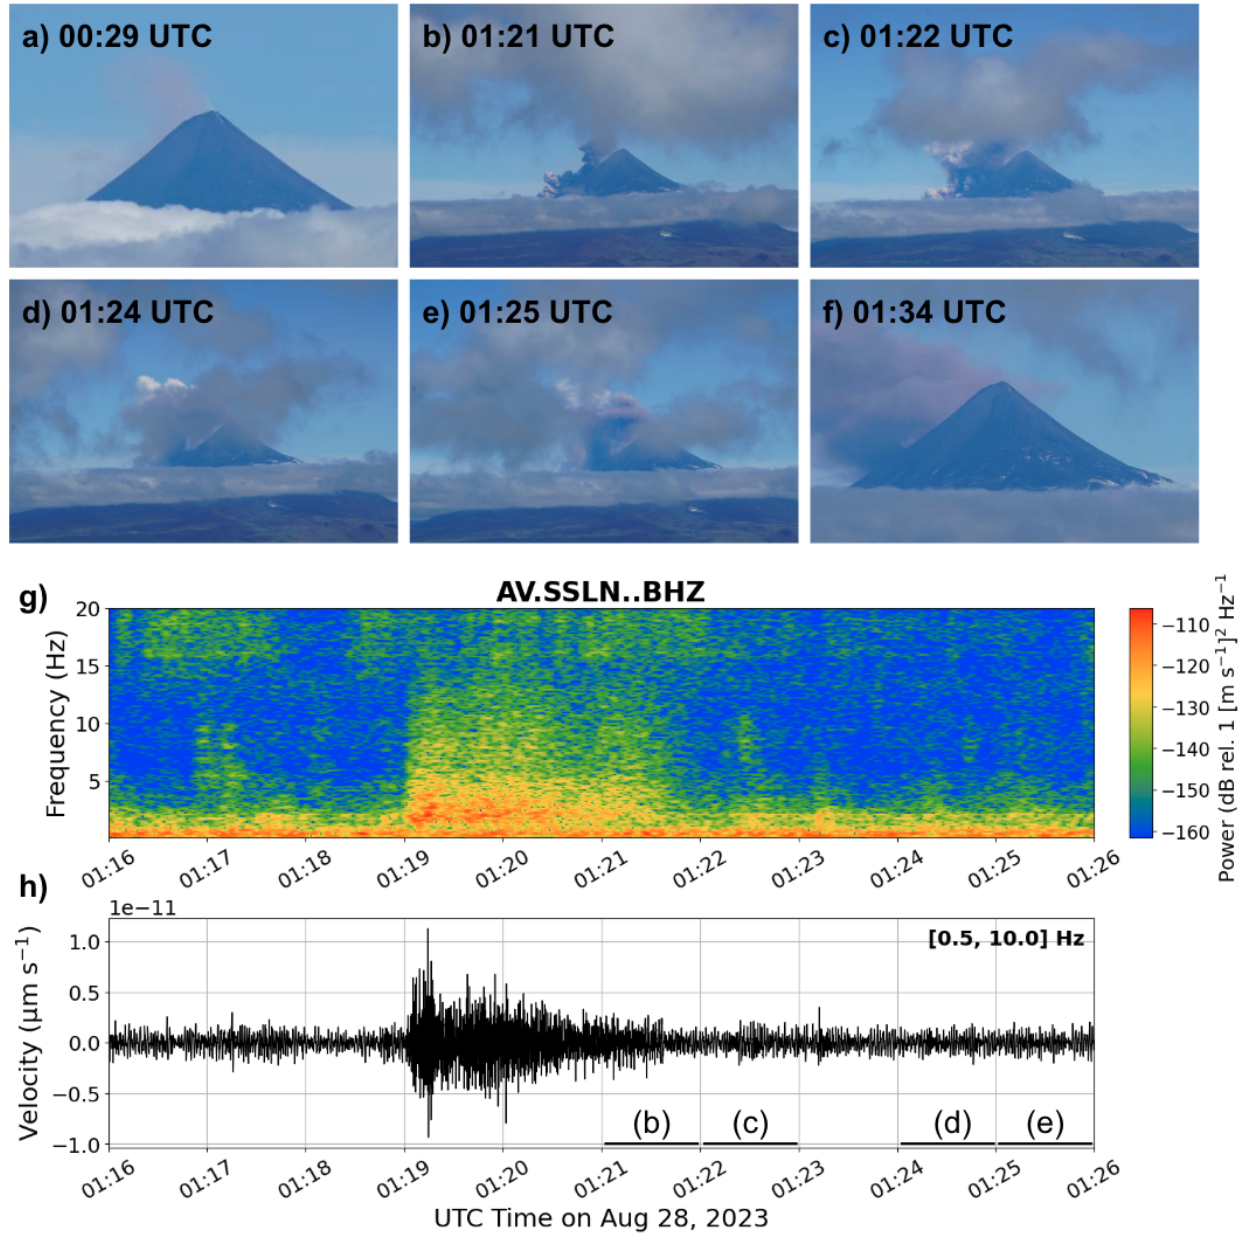 a) 00:29 UTC
b) 01:21 UTC
c) 01:22 UTC
d) 01:24 UTC
e) 01:25 UTC
f) 01:34 UTC
g)
AV.SSLN..BHZ
Frequency (Hz)
20
15
10
5
01:16 01:17 01:18 01:19 01:20 01:21 01:22 01:23 01:24 01:25 01:26
−110
−120
−130
−140
−150
−160
Power (dB rel. 1 [m s⁻¹]² Hz⁻¹
h)
1e−11
[0.5, 10.0] Hz
Velocity (μm s⁻¹)
1.0
0.5
0.0
−0.5
−1.0
(b) (c) (d) (e)
01:16 01:17 01:18 01:19 01:20 01:21 01:22 01:23 01:24 01:25 01:26
UTC Time on Aug 28, 2023